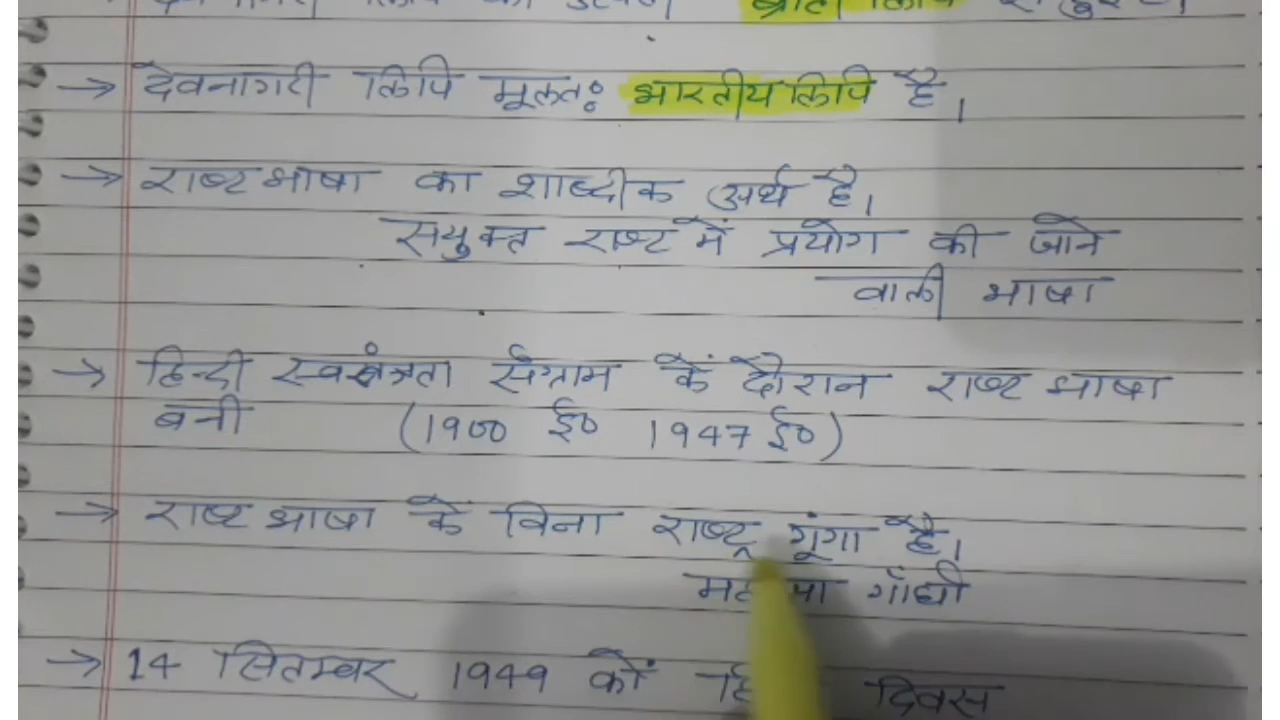 ब्राह्मी लिपि
→ देवनागरी लिपि मूलतः भारतीय लिपि है।
→ राष्ट भाषा का शाब्दीक अर्थ है।
सयुक्त राष्ट में प्रयोग की जाने
वाली भाषा
→ हिन्दी स्वतंत्रता संग्राम कें दौरान राष्ट भाषा
बनी (1900 ई० 1947 ई०)
→ राष्ट भाषा के विना राष्ट्र गूंगा है।
गाँधी
→ 14 सितम्बर 1949 कों दिवस